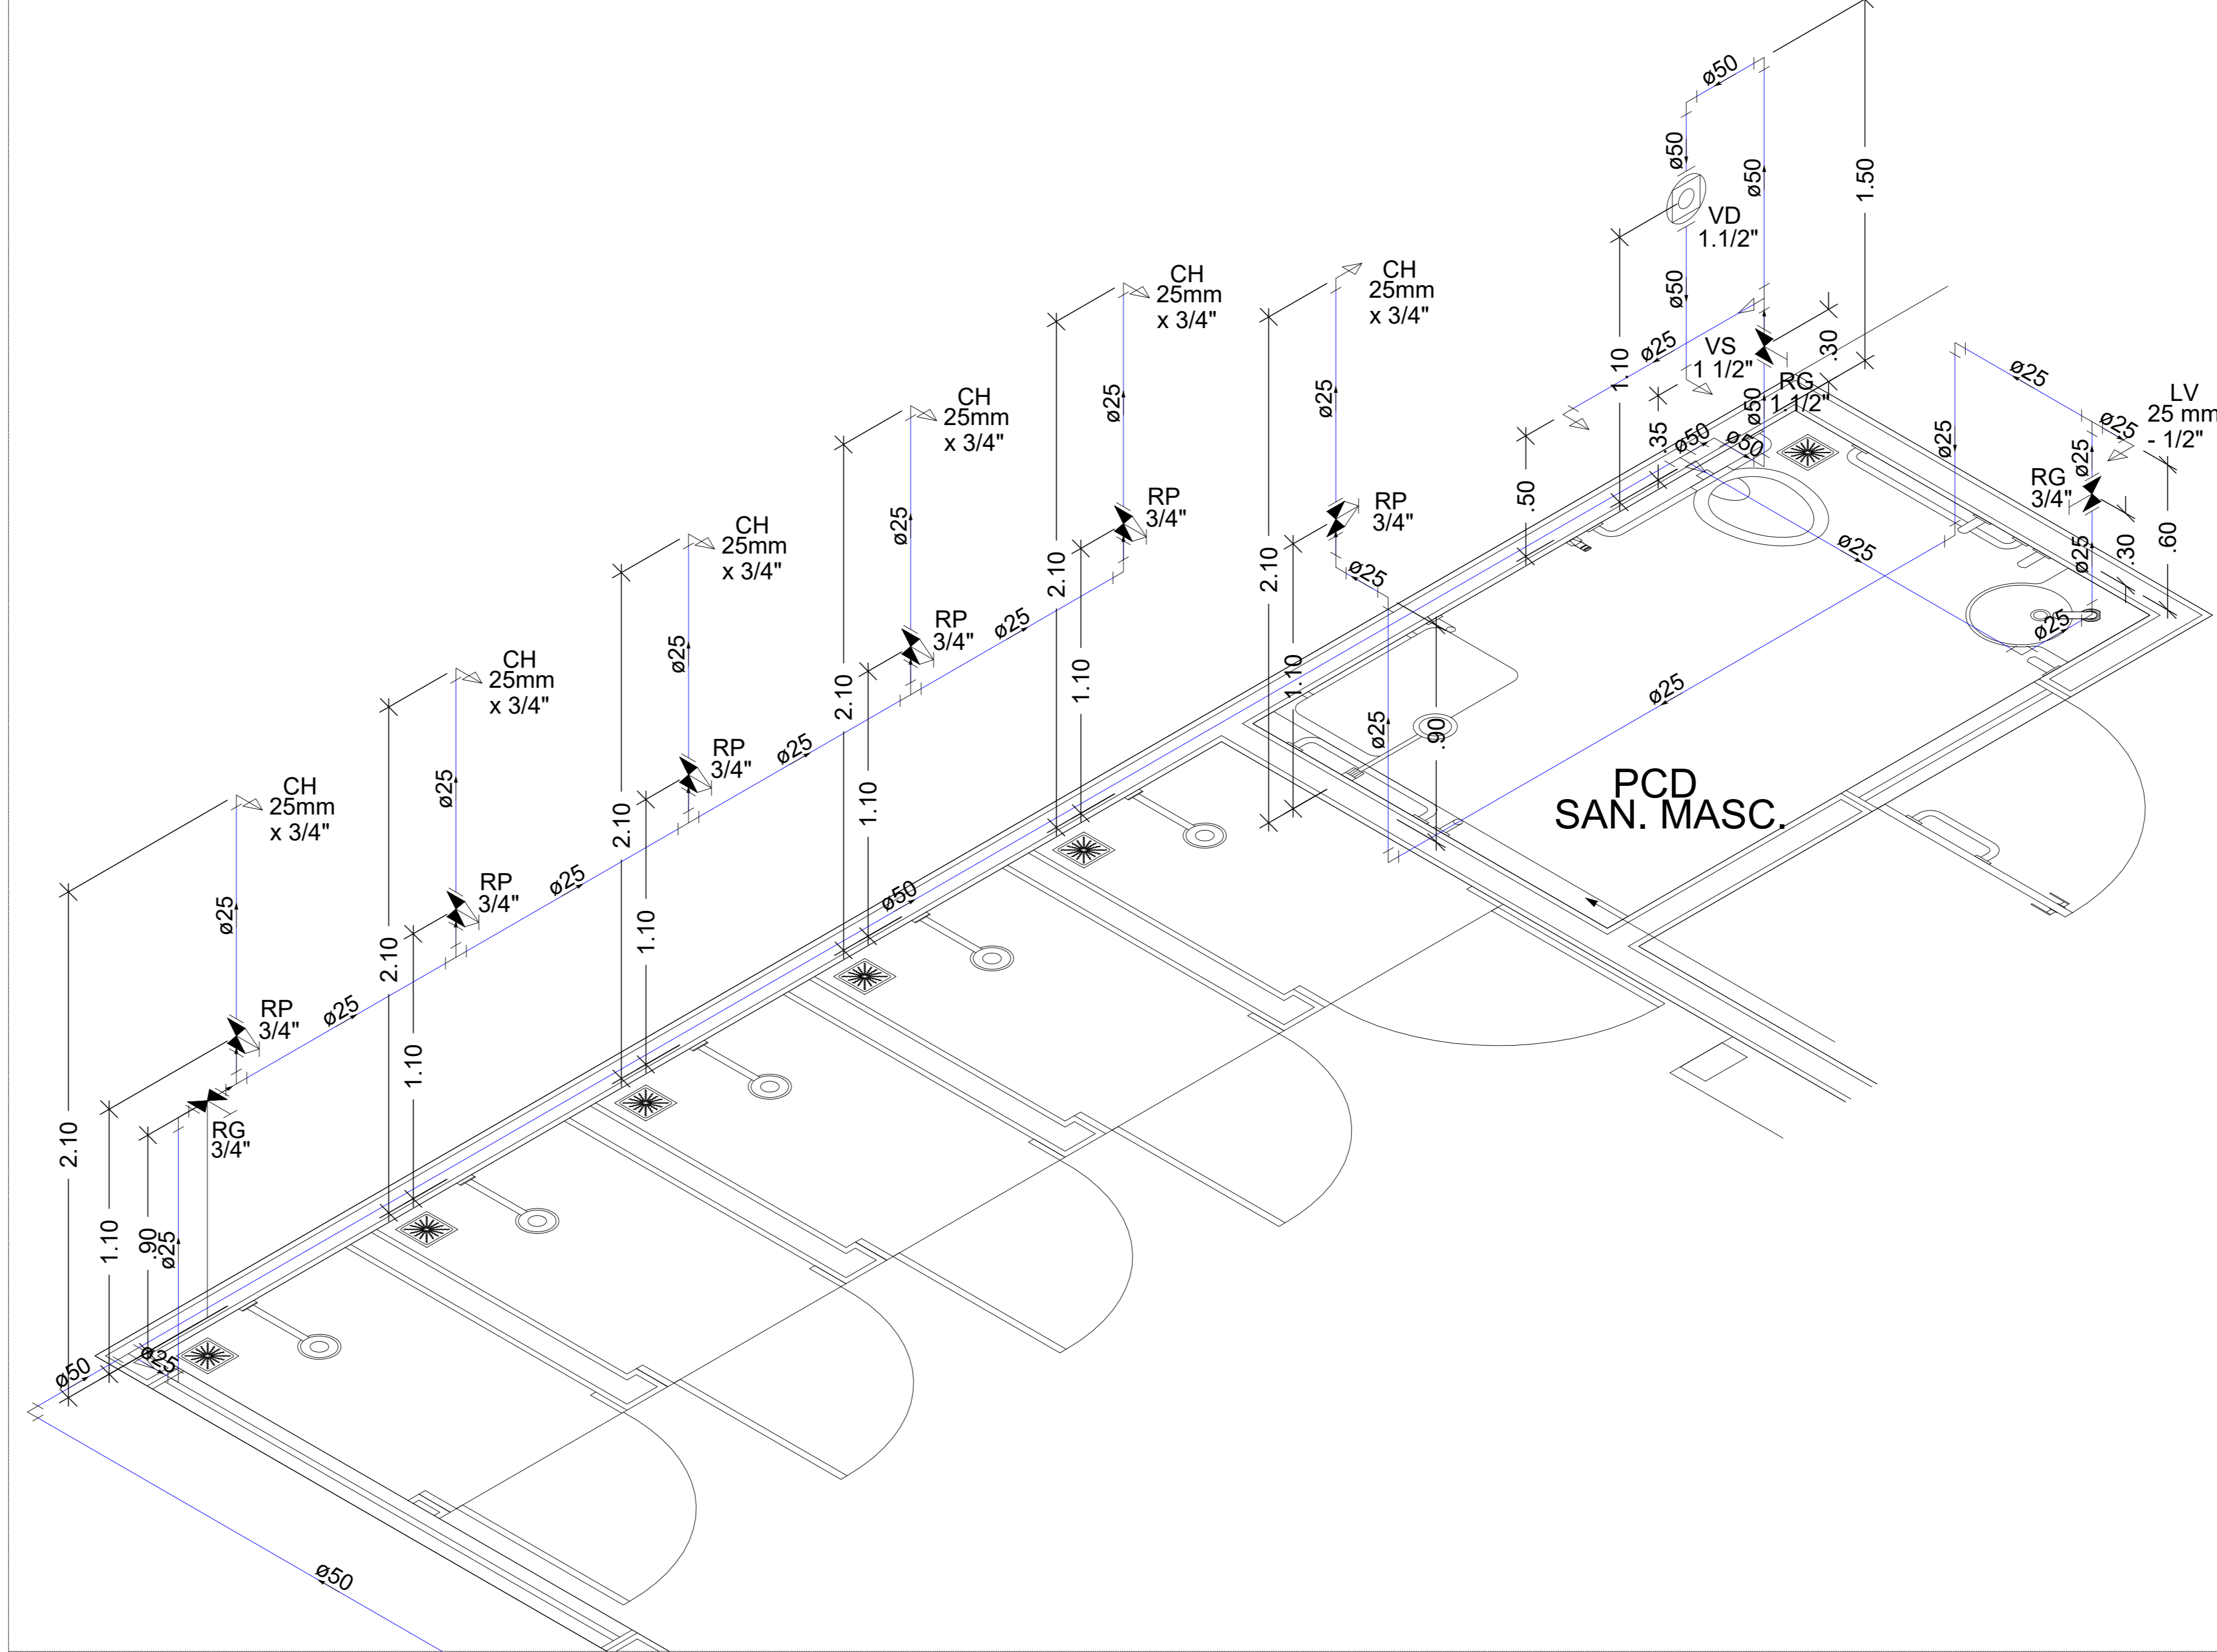 ø50
ø50
ø50
1.50
VD
1.1/2"
ø50
1.10
ø25
VS
1 1/2"
.30
RG
1.1/2"
ø50
.35
ø50
ø50
.50
ø25
ø25
LV
25 mm
- 1/2"
ø25
ø25
RG
3/4"
.60
.30
ø25
ø25
ø25
ø25
CH
25mm
x 3/4"
ø25
RP
3/4"
2.10
1.10
ø25
ø25
.90
PCD
SAN. MASC.
CH
25mm
x 3/4"
ø25
RP
3/4"
2.10
1.10
ø25
CH
25mm
x 3/4"
ø25
RP
3/4"
2.10
1.10
ø25
ø50
CH
25mm
x 3/4"
ø25
RP
3/4"
2.10
1.10
ø25
CH
25mm
x 3/4"
ø25
RP
3/4"
2.10
1.10
ø25
CH
25mm
x 3/4"
ø25
RP
3/4"
2.10
1.10
.90
ø25
RG
3/4"
ø25
ø50
ø50